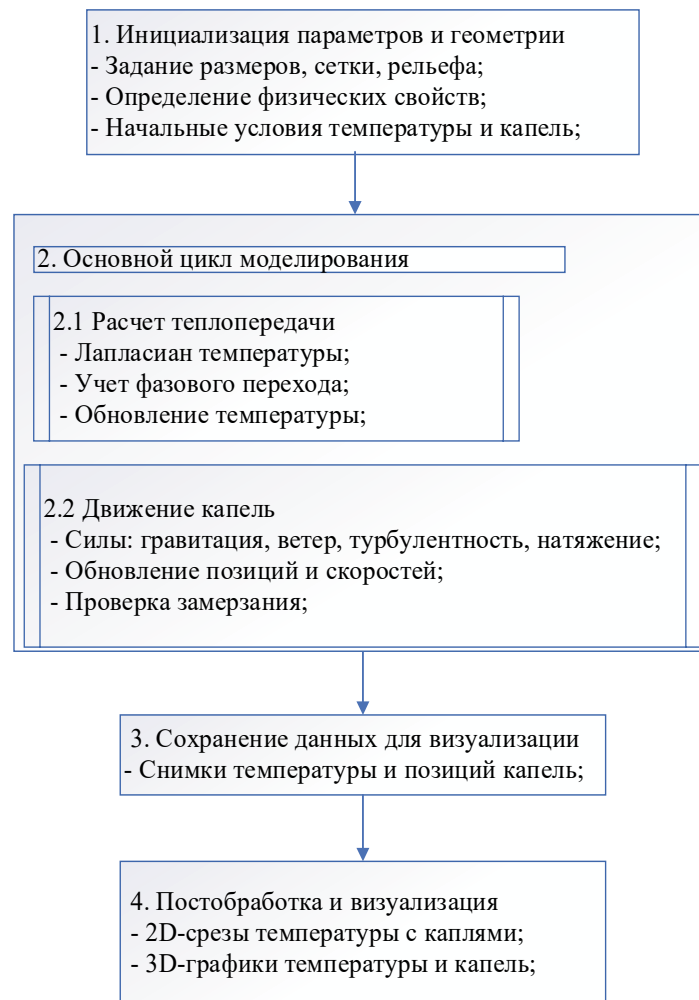 1. Инициализация параметров и геометрии
- Задание размеров, сетки, рельефа;
- Определение физических свойств;
- Начальные условия температуры и капель;
2. Основной цикл моделирования
2.1 Расчет теплопередачи
- Лапласиан температуры;
- Учет фазового перехода;
- Обновление температуры;
2.2 Движение капель
- Силы: гравитация, ветер, турбулентность, натяжение;
- Обновление позиций и скоростей;
- Проверка замерзания;
3. Сохранение данных для визуализации
- Снимки температуры и позиций капель;
4. Постобработка и визуализация
- 2D-срезы температуры с каплями;
- 3D-графики температуры и капель;